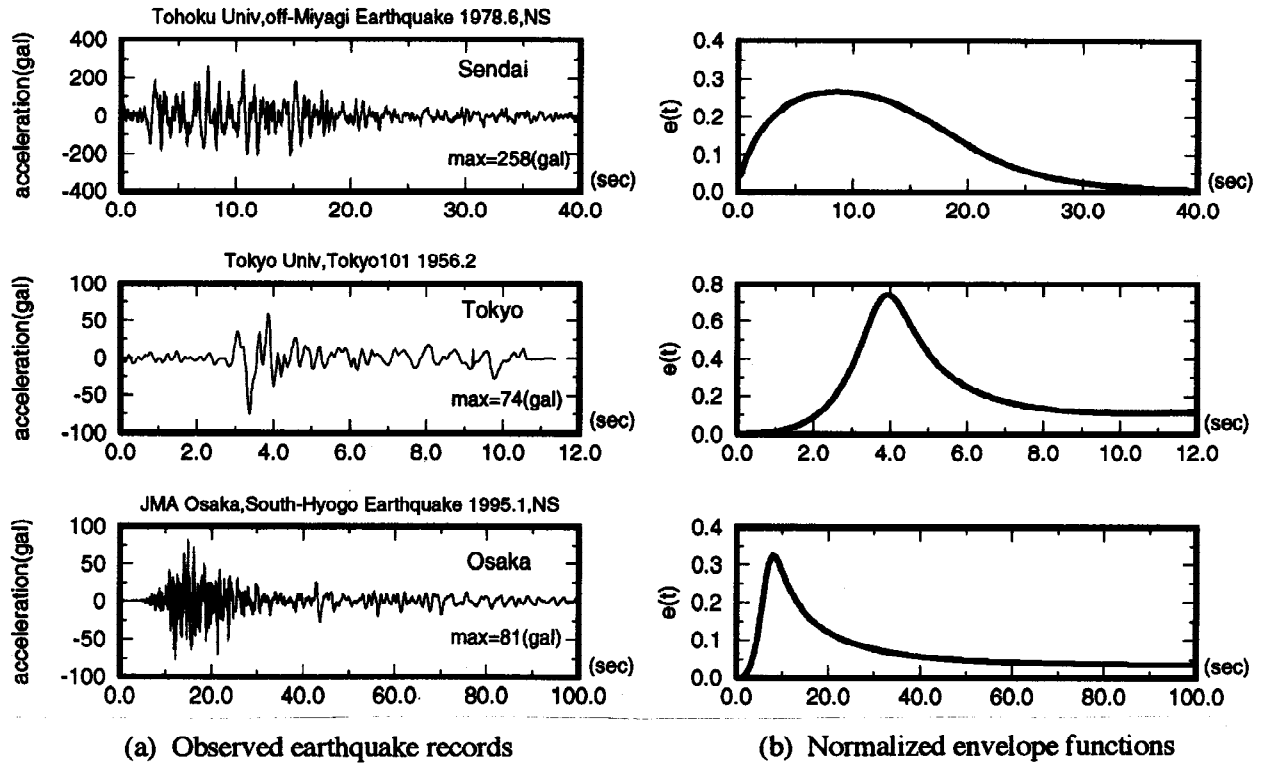 Tohoku Univ,off-Miyagi Earthquake 1978.6,NS
acceleration(gal)
400
200
0
-200
-400
Sendai
max=258(gal)
(sec)
0.0 10.0 20.0 30.0 40.0
e(t)
0.4
0.3
0.2
0.1
0.0
(sec)
0.0 10.0 20.0 30.0 40.0
Tokyo Univ,Tokyo101 1956.2
acceleration(gal)
100
50
0
-50
-100
Tokyo
max=74(gal)
(sec)
0.0 2.0 4.0 6.0 8.0 10.0 12.0
e(t)
0.8
0.6
0.4
0.2
0.0
(sec)
0.0 2.0 4.0 6.0 8.0 10.0 12.0
JMA Osaka,South-Hyogo Earthquake 1995.1,NS
acceleration(gal)
100
50
0
-50
-100
Osaka
max=81(gal)
(sec)
0.0 20.0 40.0 60.0 80.0 100.0
e(t)
0.4
0.3
0.2
0.1
0.0
(sec)
0.0 20.0 40.0 60.0 80.0 100.0
(a) Observed earthquake records
(b) Normalized envelope functions